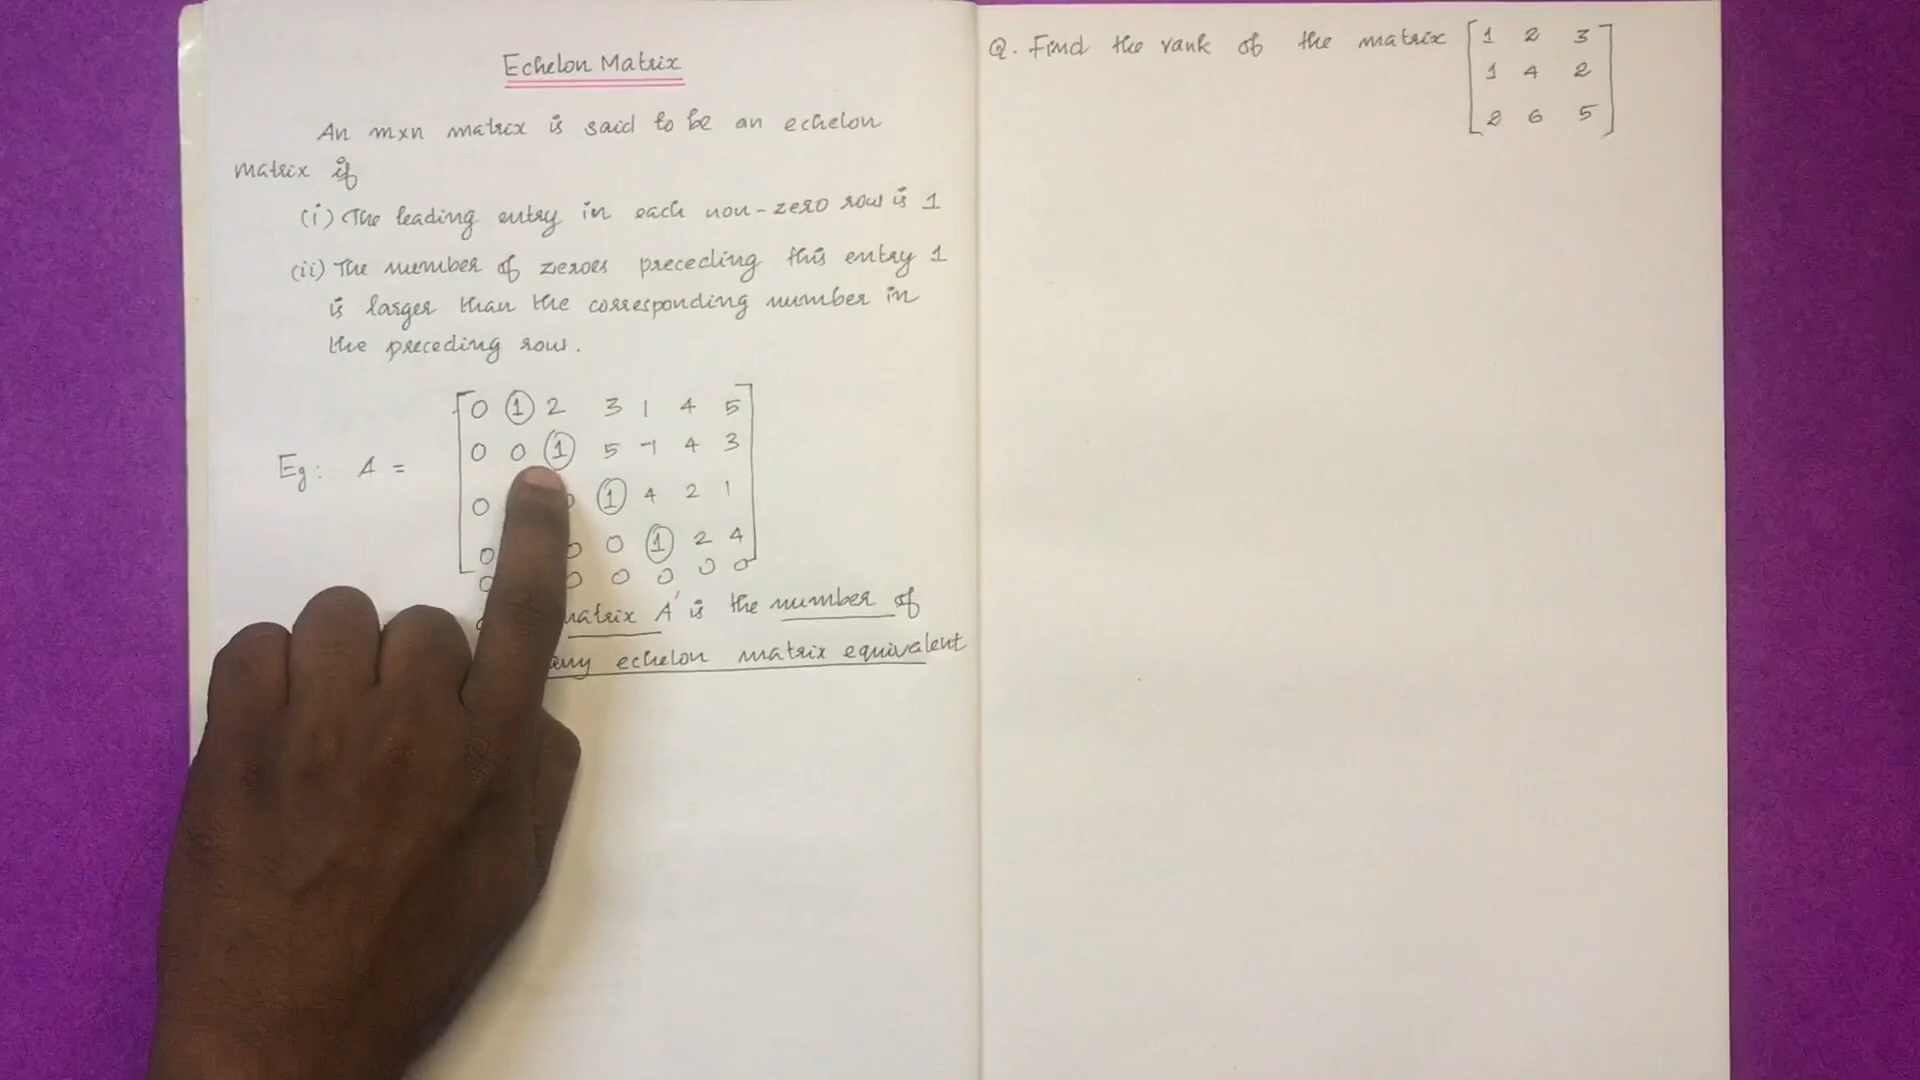 Echelon Matrix
An mxn matrix is said to be an echelon
matrix if
(i) The leading entry in each non-zero row is 1
(ii) The number of zeroes preceding this entry 1
is larger than the corresponding number in
the preceding row.
Eg: A =
0 1 2 3 1 4 5
0 0 1 5 -1 4 3
0 0 1 4 2 1
0 0 0 1 2 4
0 0 0 0 0 0
matrix A' is the number of
any echelon matrix equivalent
Q. Find the rank of the matrix
1 2 3
1 4 2
2 6 5